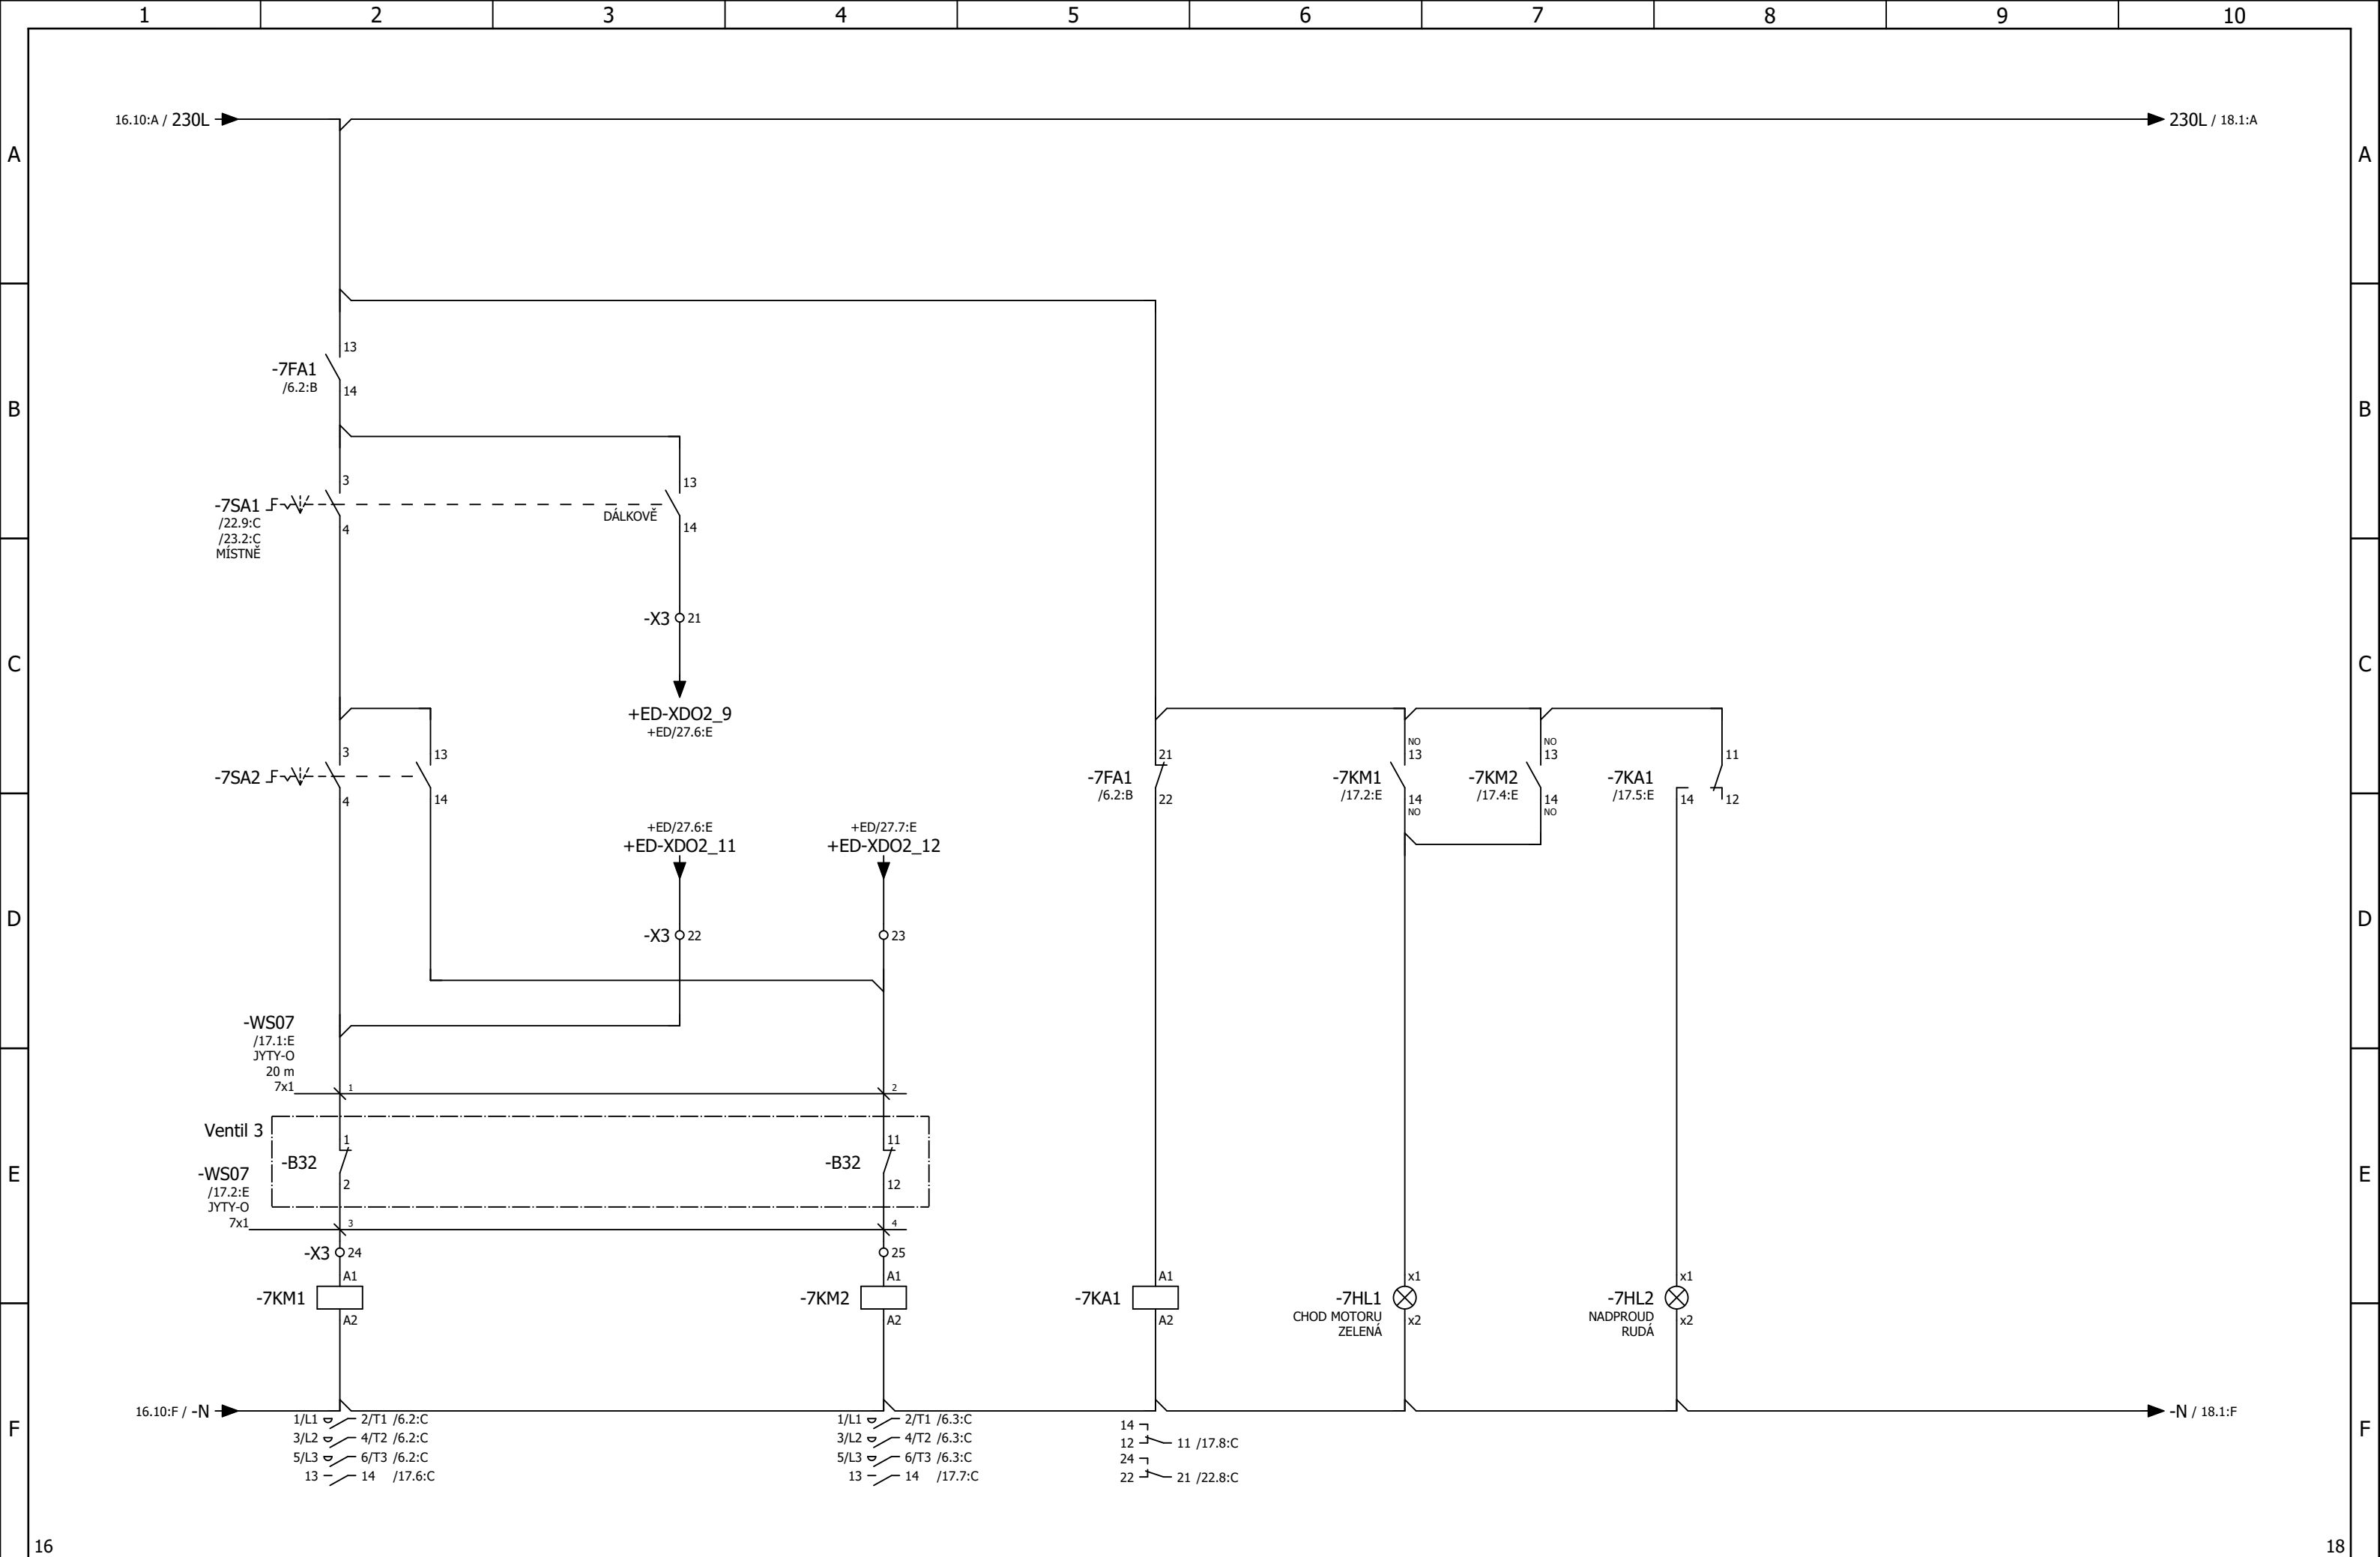 1 2 3 4 5 6 7 8 9 10
16.10:A / 230L
230L / 18.1:A
A A
13
-7FA1
/6.2:B
14
B B
3
-7SA1
/22.9:C
/23.2:C
MÍSTNĚ
4
13
DÁLKOVĚ
14
-X3 21
C C
+ED-XDO2_9
+ED/27.6:E
3
-7SA2
4
13
14
21
-7FA1
/6.2:B
22
NO
13
-7KM1
/17.2:E
14
NO
NO
13
-7KM2
/17.4:E
14
NO
11
-7KA1
/17.5:E
14 12
+ED/27.6:E
+ED-XDO2_11
+ED/27.7:E
+ED-XDO2_12
D D
-X3 22
23
-WS07
/17.1:E
JYTY-O
20 m
7x1
1 2
Ventil 3
1
-B32
2
11
-B32
12
E E
-WS07
/17.2:E
JYTY-O
7x1
3 4
-X3 24
25
A1
-7KM1
A2
A1
-7KM2
A2
A1
-7KA1
A2
x1
-7HL1
CHOD MOTORU
ZELENÁ
x2
x1
-7HL2
NADPROUD
RUDÁ
x2
16.10:F / -N
-N / 18.1:F
F F
1/L1 2/T1 /6.2:C
3/L2 4/T2 /6.2:C
5/L3 6/T3 /6.2:C
13 14 /17.6:C
1/L1 2/T1 /6.3:C
3/L2 4/T2 /6.3:C
5/L3 6/T3 /6.3:C
13 14 /17.7:C
14
12 11 /17.8:C
24
22 21 /22.8:C
16
18